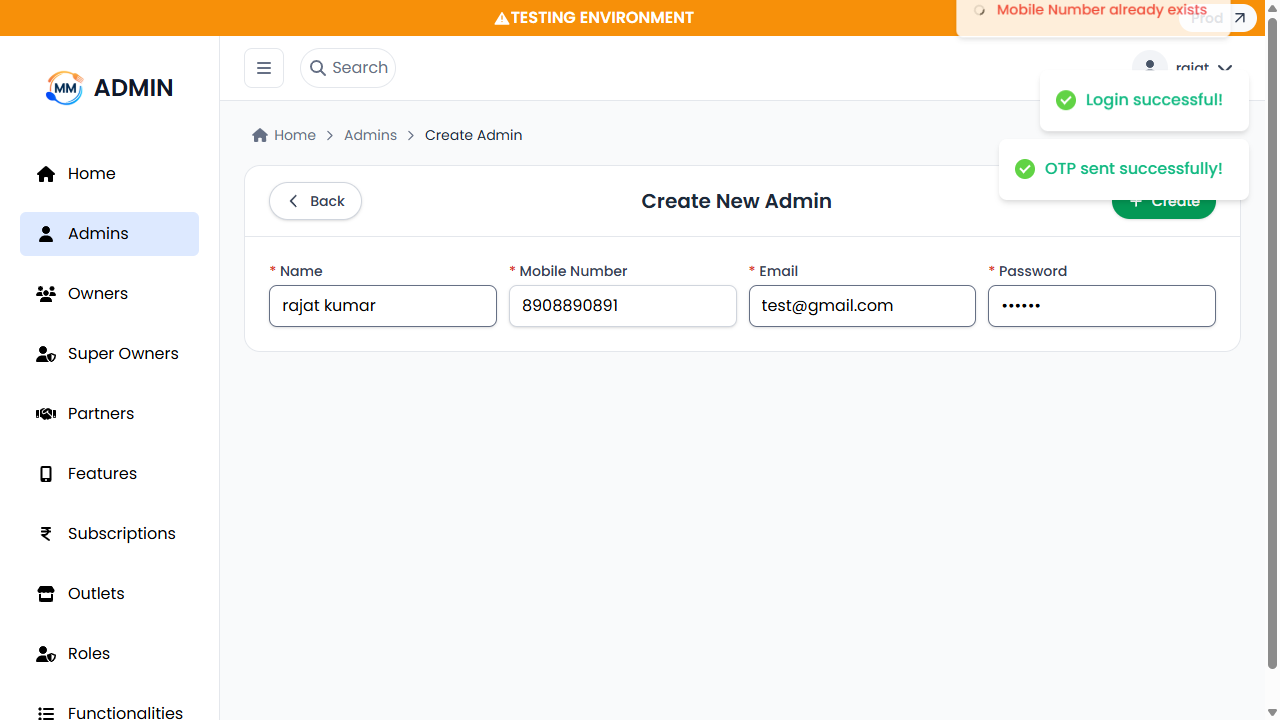 TESTING ENVIRONMENT
Mobile Number already exists
Prod
MM ADMIN
Search
rajat
Login successful!
OTP sent successfully!
Home
Admins
Owners
Super Owners
Partners
Features
Subscriptions
Outlets
Roles
Functionalities
Home > Admins > Create Admin
Back
Create New Admin
+ Create
* Name
* Mobile Number
* Email
* Password
rajat kumar
8908890891
test@gmail.com
••••••